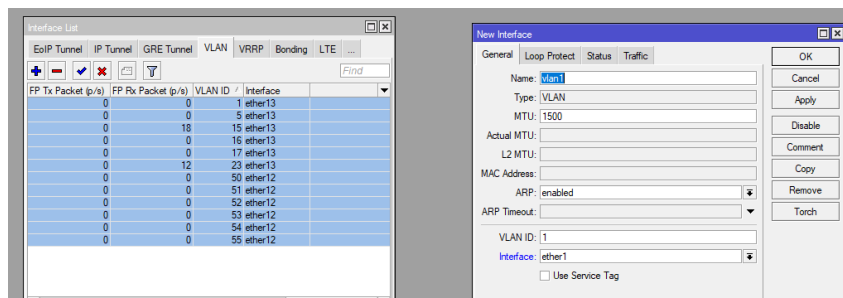 Interface List
EoIP Tunnel IP Tunnel GRE Tunnel VLAN VRRP Bonding LTE ...
Find
FP Tx Packet (p/s) FP Rx Packet (p/s) VLAN ID / Interface
0 0 1 ether13
0 0 5 ether13
0 18 15 ether13
0 0 16 ether13
0 0 17 ether13
0 12 23 ether13
0 0 50 ether12
0 0 51 ether12
0 0 52 ether12
0 0 53 ether12
0 0 54 ether12
0 0 55 ether12
New Interface
General Loop Protect Status Traffic
Name: vlan1
Type: VLAN
MTU: 1500
Actual MTU:
L2 MTU:
MAC Address:
ARP: enabled
ARP Timeout:
VLAN ID: 1
Interface: ether1
Use Service Tag
OK
Cancel
Apply
Disable
Comment
Copy
Remove
Torch